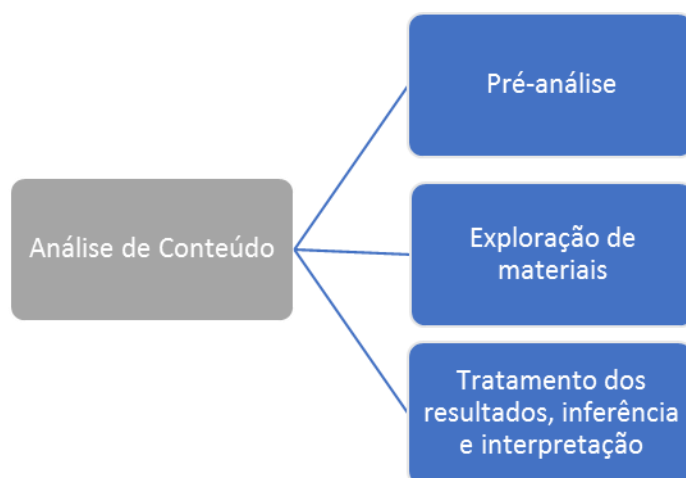 Pré-análise
Análise de Conteúdo
Exploração de
materiais
Tratamento dos
resultados, inferência
e interpretação